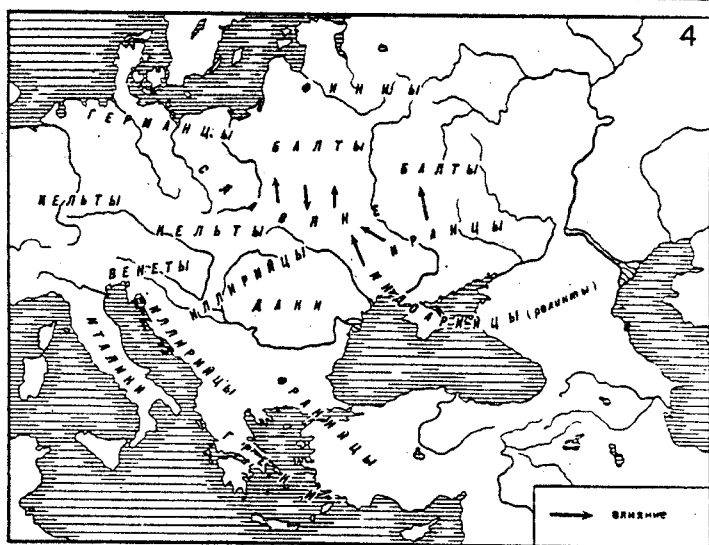 4
ФИННЫ
ГЕРМАНЦЫ
БАЛТЫ
БАЛТЫ
СЛАВЯНЕ
КЕЛЬТЫ
КЕЛЬТЫ
ИРАНЦЫ
ВЕНЕТЫ
ИЛЛИРИЙЦЫ
ДАКИ
ИНДОАРИЙЦЫ (реликты)
ИЛЛИРИЙЦЫ
ИТАЛИКИ
ФРАКИЙЦЫ
ГРЕКИ
влияние